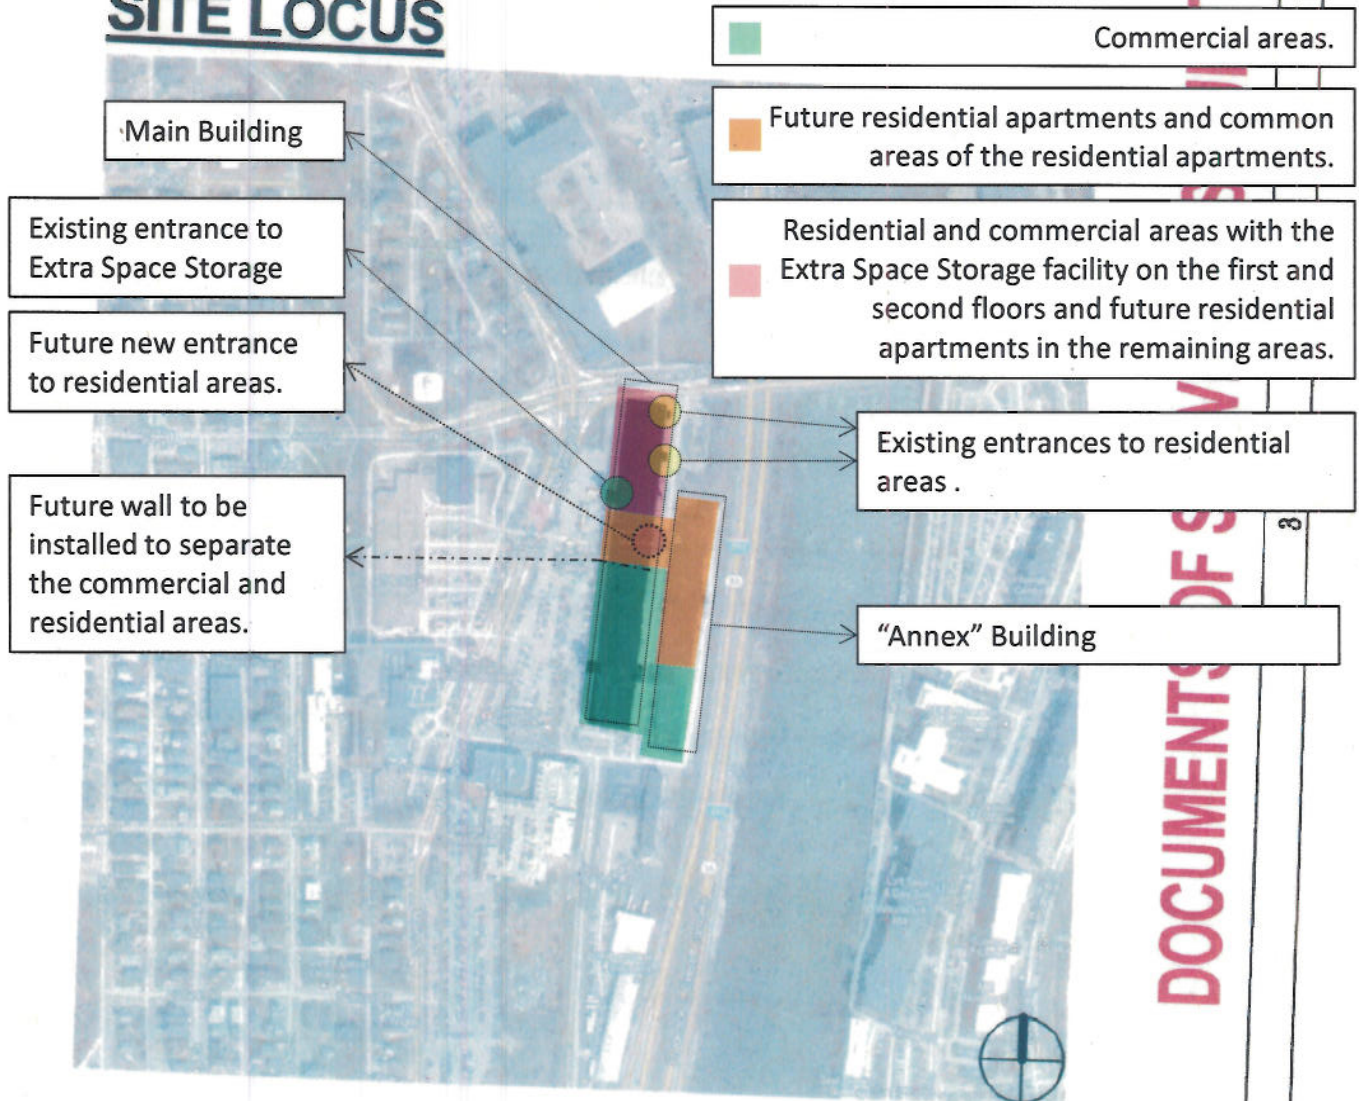 SITE LOCUS
Commercial areas.
Main Building
Future residential apartments and common
areas of the residential apartments.
Existing entrance to
Extra Space Storage
Residential and commercial areas with the
Extra Space Storage facility on the first and
second floors and future residential
apartments in the remaining areas.
Future new entrance
to residential areas.
Existing entrances to residential
areas .
Future wall to be
installed to separate
the commercial and
residential areas.
"Annex" Building
DOCUMENTS OF
3